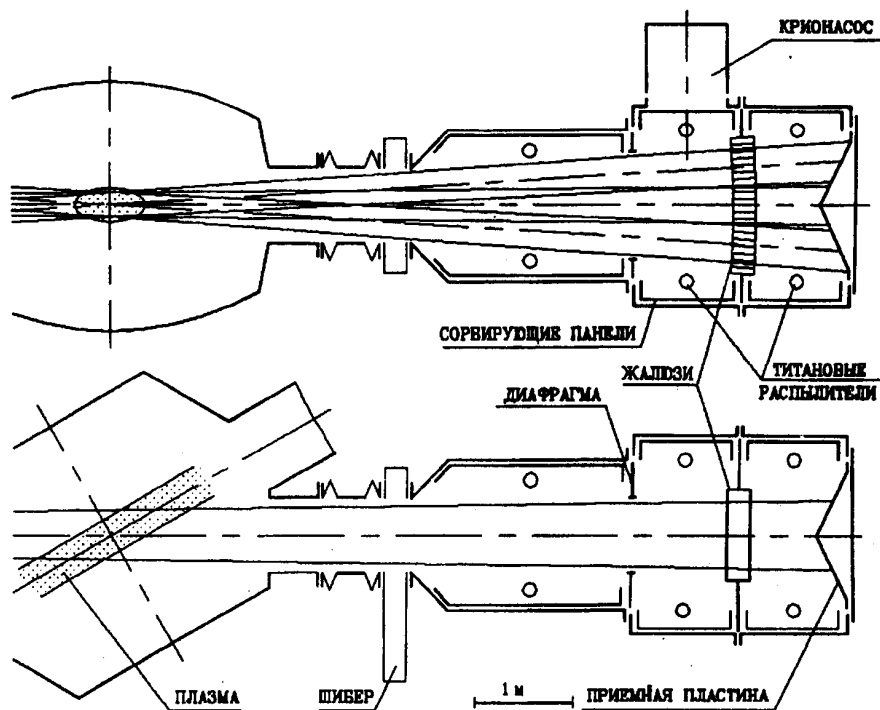 КРИОНАСОС
СОРБИРУЮЩИЕ ПАНЕЛИ
ЖАЛЮЗИ
ТИТАНОВЫЕ
РАСПЫЛИТЕЛИ
ДИАФРАГМА
ПЛАЗМА
ШИБЕР
1 м
ПРИЕМНАЯ ПЛАСТИНА